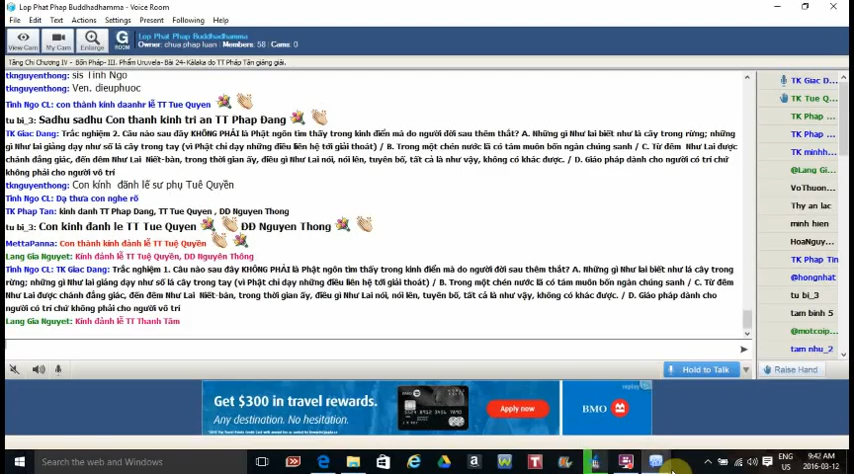 Lop Phat Phap Buddhadhamma - Voice Room
File Edit Text Actions Settings Present Following Help
View Cam My Cam Enlarge G ROOM
Lop Phat Phap Buddhadhamma
Owner: chua phap luan : Members: 58 : Cams: 0
Tăng Chi Chương IV - Bốn Pháp- III. Phẩm Uruvela- Bài 24- Kàlaka do TT Pháp Tân giảng giải.
tknguyenthong: sis Tinh Ngo
tknguyenthong: Ven. dieuphuoc
Tinh Ngo CL: con thành kính daanhr lễ TT Tue Quyen
tu bi_3: Sadhu sadhu Con thanh kinh tri an TT Phap Đang
TK Giac Dang: Trắc nghiệm 2. Câu nào sau đây KHÔNG PHẢI là Phật ngôn tìm thấy trong kinh điển mà do người đời sau thêm thắt? A. Những gì Như lai biết như là cây trong rừng; những
gì Như lai giảng dạy như số lá cây trong tay (vì Phật chỉ dạy những điều liên hệ tới giải thoát) / B. Trong một chén nước lã có tám muôn bốn ngàn chúng sanh / C. Từ đêm Như Lai được
chánh đẳng giác, đến đêm Như Lai Niết-bàn, trong thời gian ấy, điều gì Như Lai nói, nói lên, tuyên bố, tất cả là như vậy, không có khác được. / D. Giáo pháp dành cho người có trí chứ
không phải cho người vô trí
tknguyenthong: Con kính đãnh lễ sư phụ Tuê Quyền
Tinh Ngo CL: Dạ thưa con nghe rõ
TK Phap Tan: kinh danh TT Phap Dang, TT Tue Quyen , DD Nguyen Thong
tu bi_3: Con kinh đanh le TT Tue Quyen ĐĐ Nguyen Thong
MettaPanna: Con thành kính đảnh lễ TT Tuệ Quyền
Lang Gia Nguyet: Kính đảnh lễ TT Tuệ Quyền, DD Nguyên Thông
Tinh Ngo CL: TK Giac Dang: Trắc nghiệm 1. Câu nào sau đây KHÔNG PHẢI là Phật ngôn tìm thấy trong kinh điển mà do người đời sau thêm thắt? A. Những gì Như lai biết như lá cây trong
rừng; những gì Như lai giảng dạy như số lá cây trong tay (vì Phật chỉ dạy những điều liên hệ tới giải thoát) / B. Trong một chén nước lã có tám muôn bốn ngàn chúng sanh / C. Từ đêm
Như Lai được chánh đẳng giác, đến đêm Như Lai Niết-bàn, trong thời gian ấy, điều gì Như Lai nói, nói lên, tuyên bố, tất cả là như vậy, không có khác được. / D. Giáo pháp dành cho
người có trí chứ không phải cho người vô trí
Lang Gia Nguyet: Kính đảnh lễ TT Thanh Tâm
TK Giac D...
TK Tue Q...
TK Phap ...
TK Phap ...
TK minhh...
@Lang Gi...
VoThuon...
Thy an lac
minh hien
HoaNguy...
TK Phap Tin
@hongnhat
tu bi_3
tam binh 5
@motcoip...
tam nhu_2
Hold to Talk
Raise Hand
Get $300 in travel rewards.
Any destination. No hesitation.
Apply now
BMO
Search the web and Windows
ENG US
9:42 AM
2016-03-12